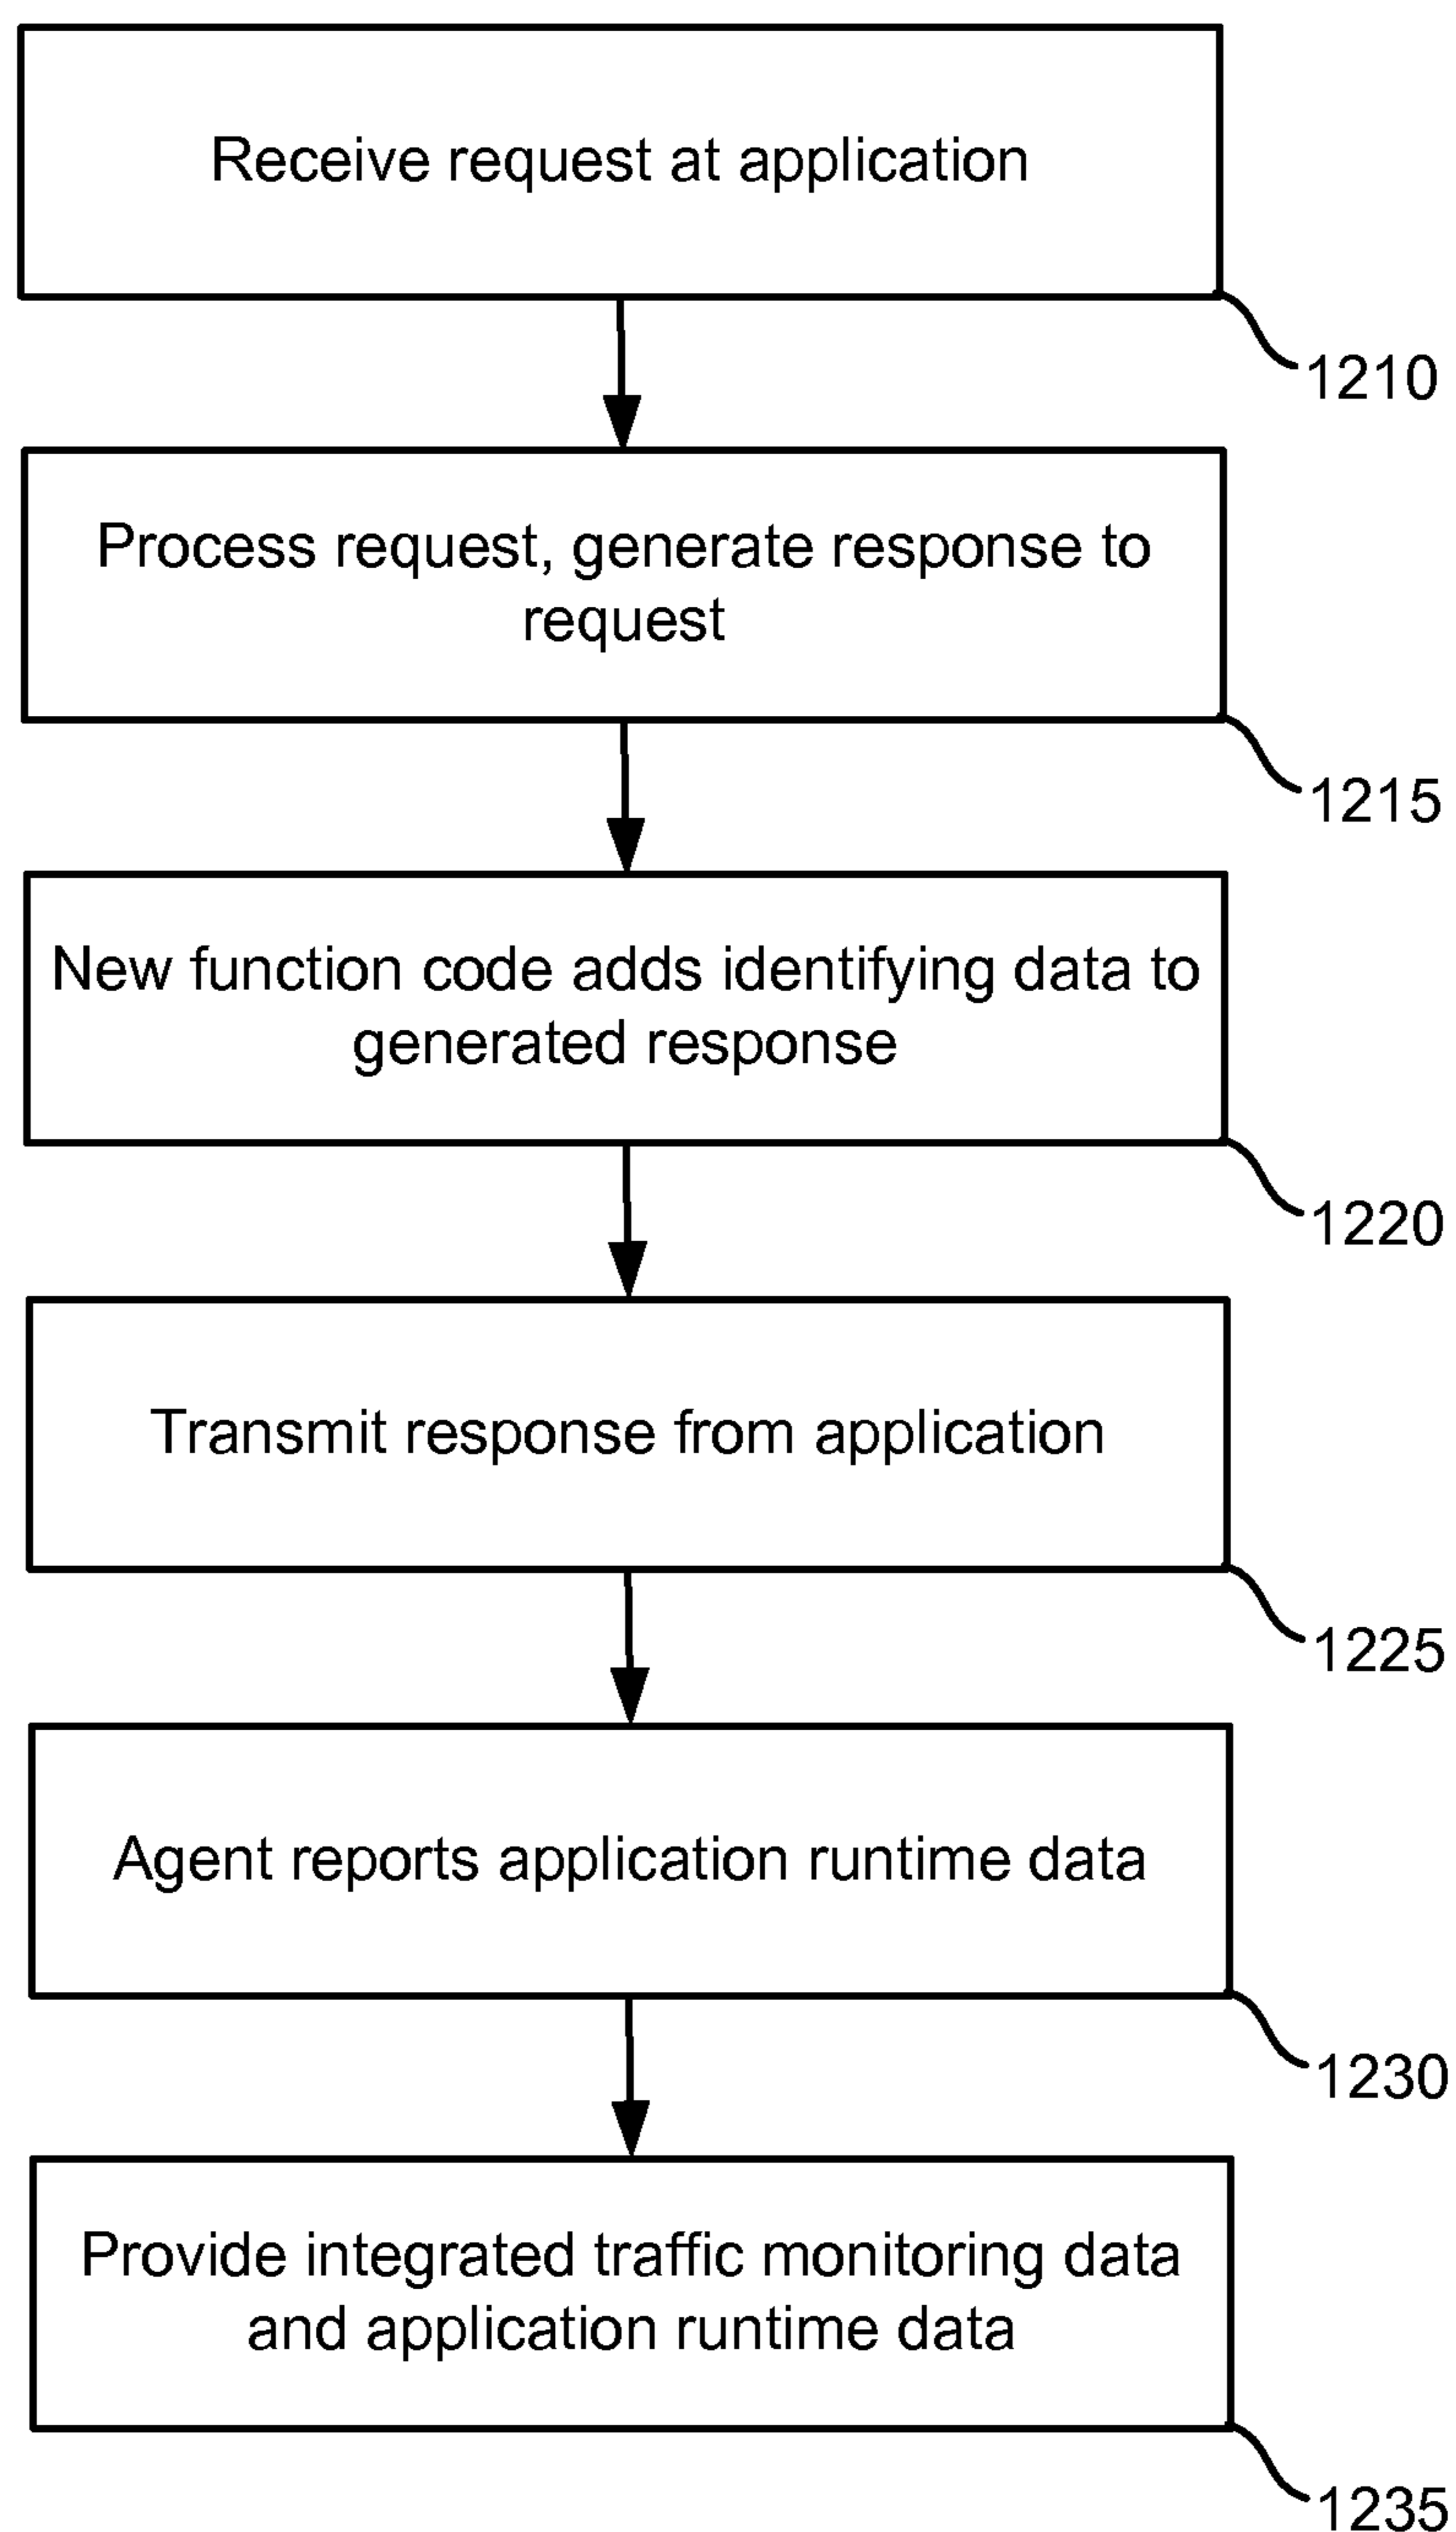 Receive request at application
1210
Process request, generate response to
request
1215
New function code adds identifying data to
generated response
1220
Transmit response from application
1225
Agent reports application runtime data
1230
Provide integrated traffic monitoring data
and application runtime data
1235